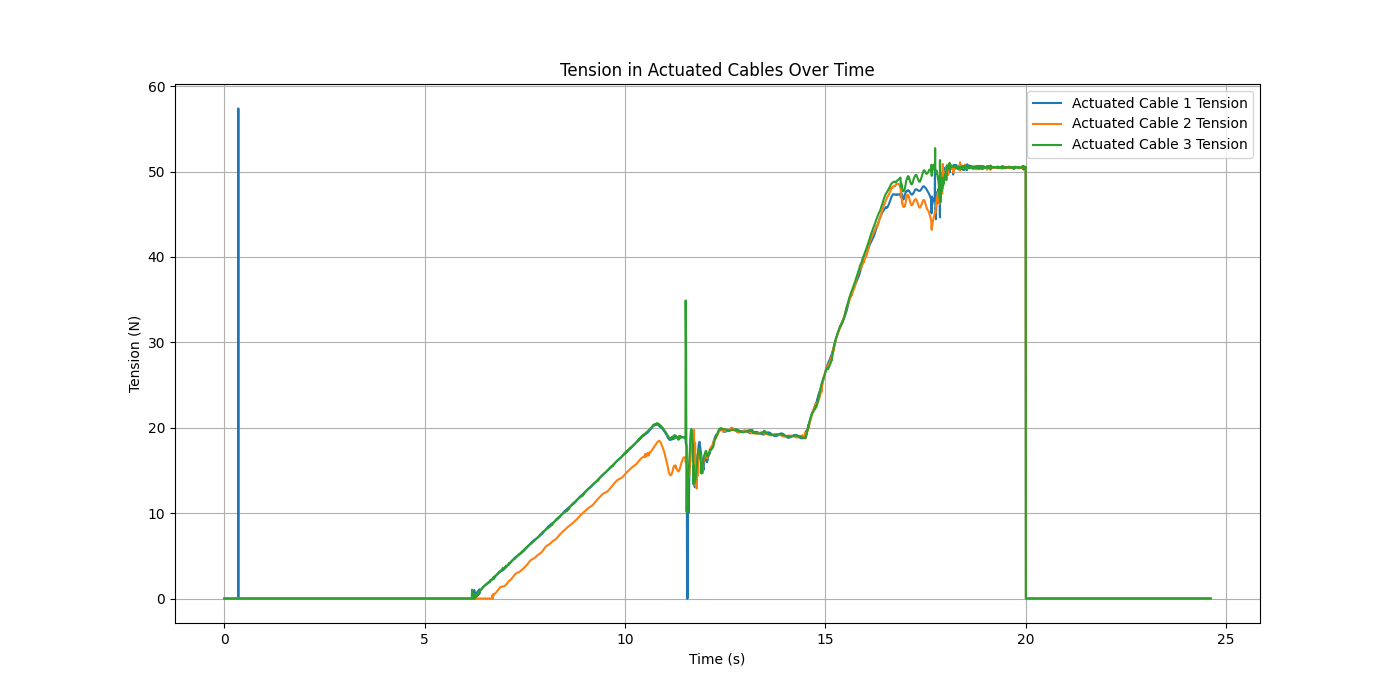 Tension in Actuated Cables Over Time
Actuated Cable 1 Tension
Actuated Cable 2 Tension
Actuated Cable 3 Tension
Tension (N)
60
50
40
30
20
10
0
0 5 10 15 20 25
Time (s)